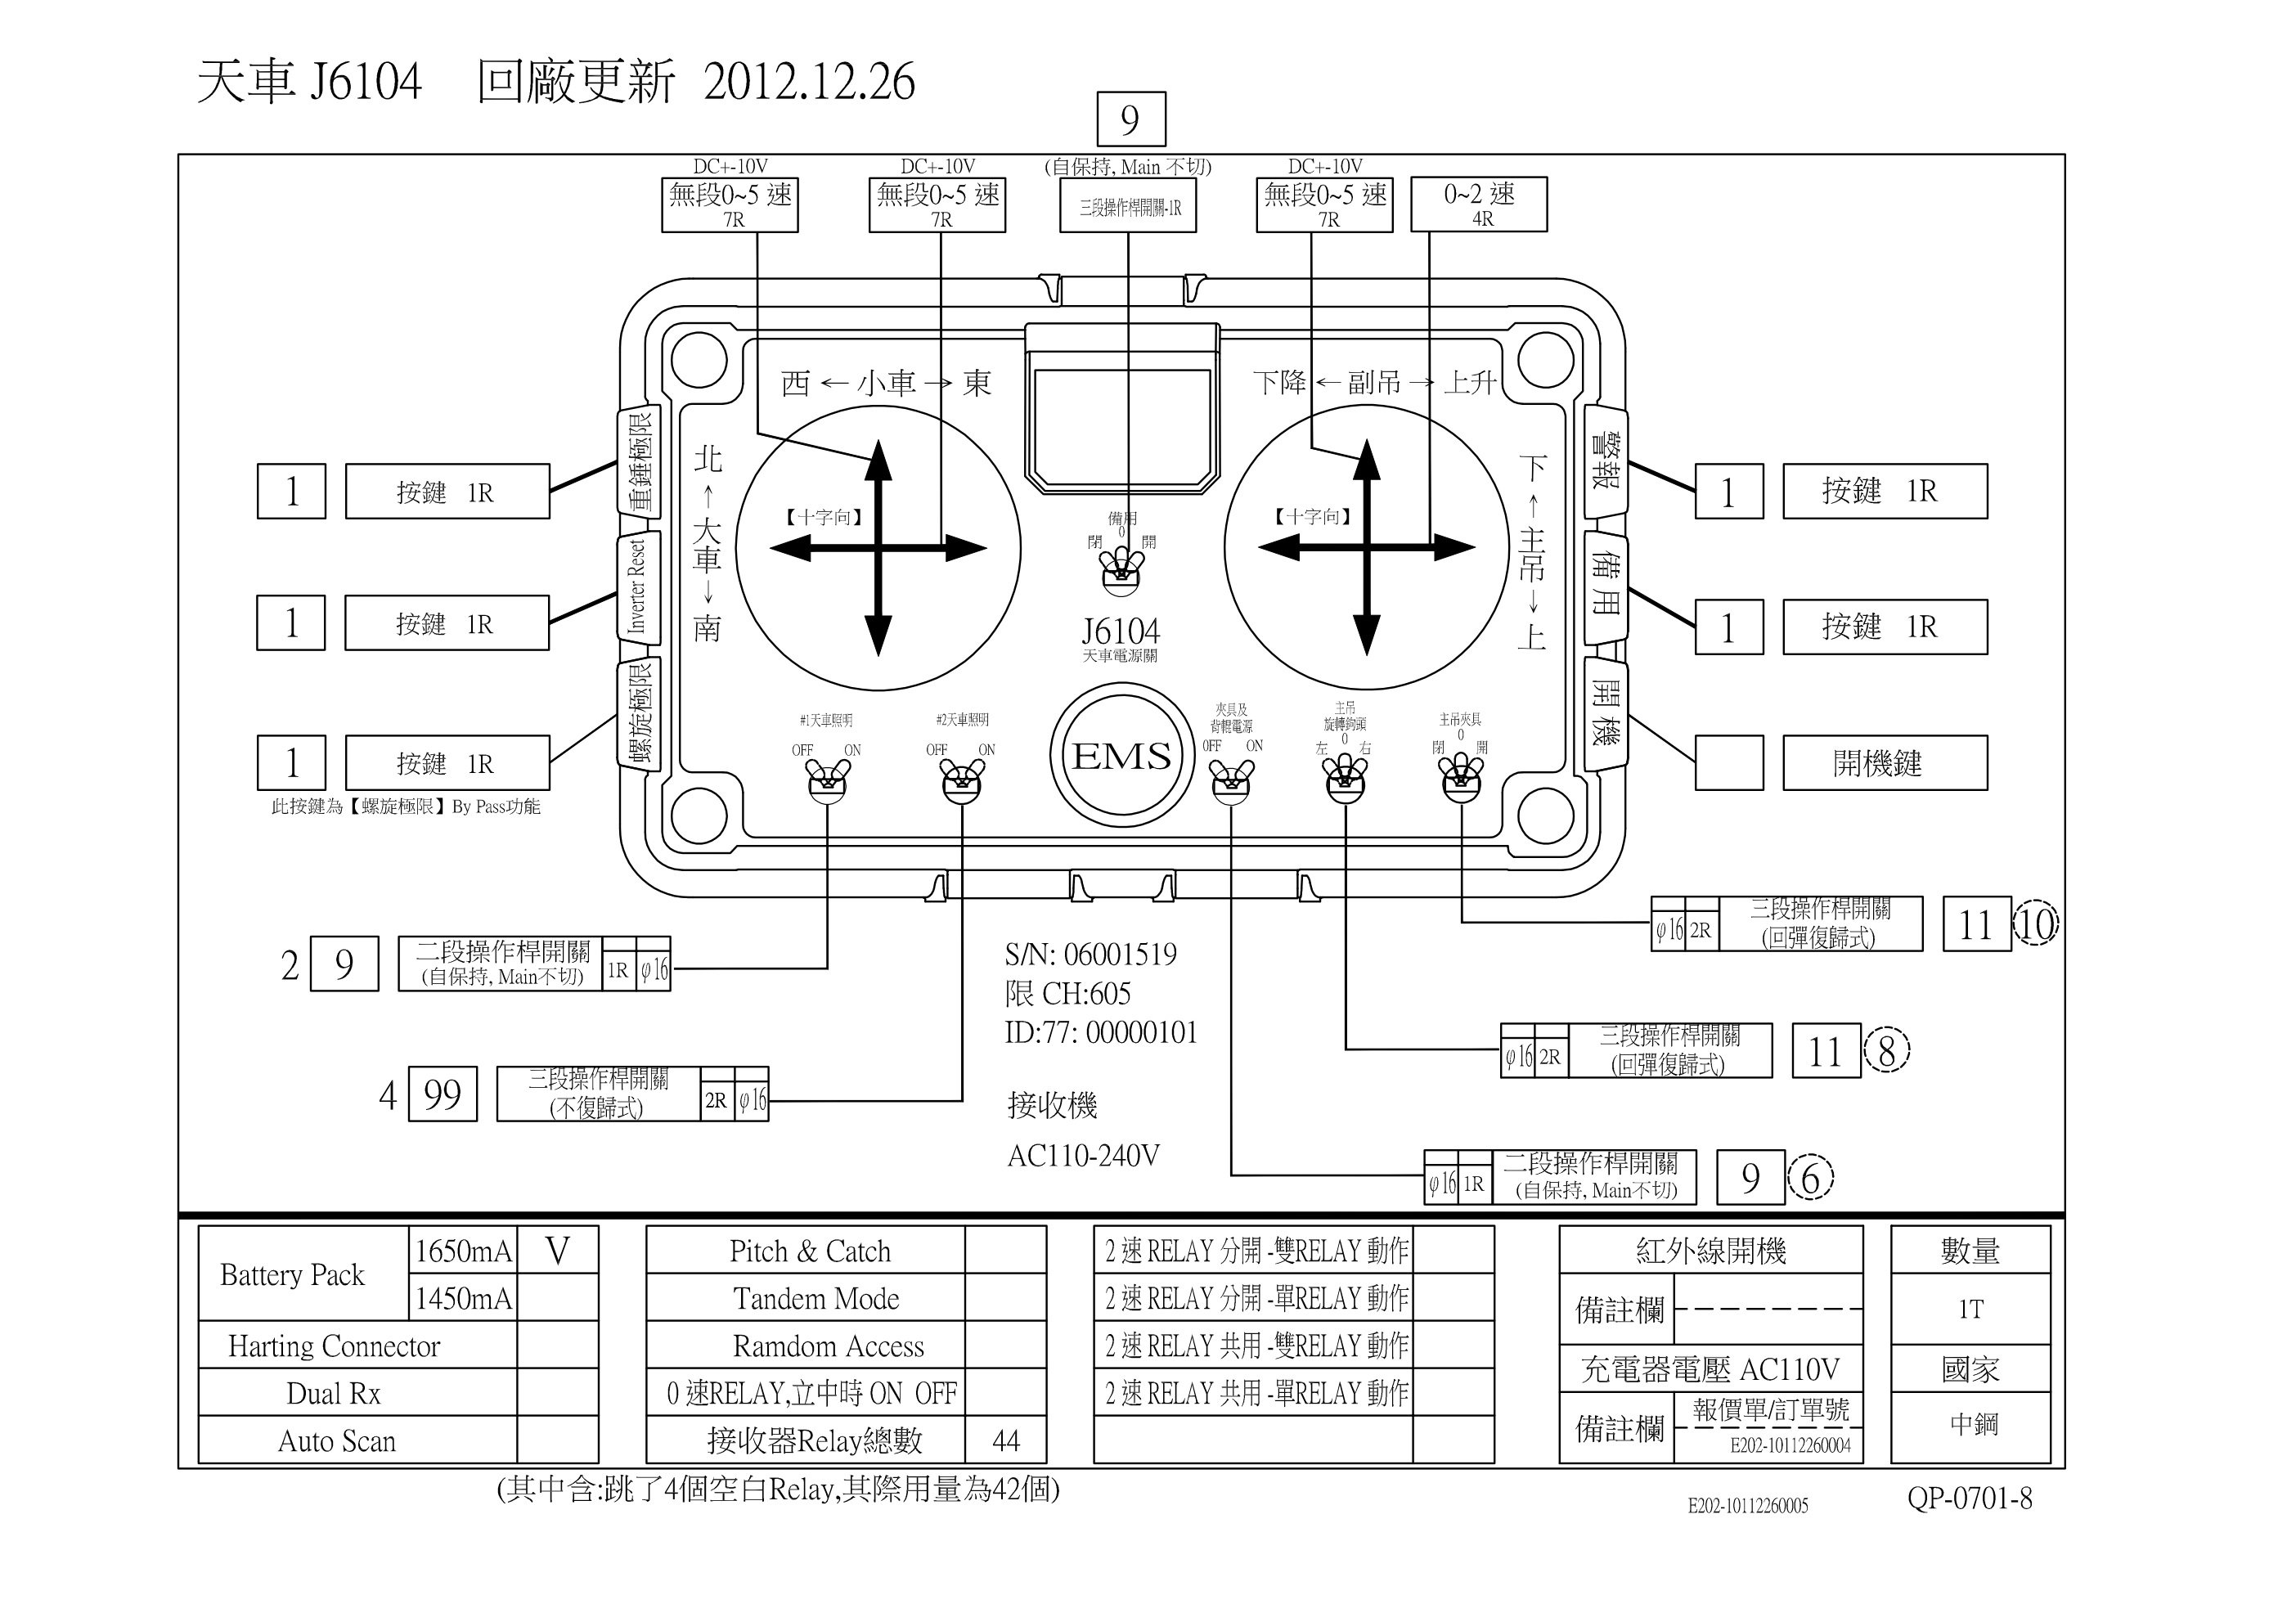 天車 J6104 回廠更新 2012.12.26
9
DC+-10V
無段0~5 速
7R
DC+-10V
無段0~5 速
7R
(自保持, Main 不切)
三段操作桿開關-1R
DC+-10V
無段0~5 速
7R
0~2 速
4R
西 ← 小車 → 東
下降 ← 副吊 → 上升
北 ↑ 大車 ↓ 南
【十字向】
【十字向】
下 ↑ 主吊 ↓ 上
備用
0
閉 開
J6104
天車電源關
EMS
重錘極限
Inverter Reset
螺旋極限
警報
備用
開機
1 按鍵 1R
1 按鍵 1R
1 按鍵 1R
此按鍵為【螺旋極限】By Pass功能
1 按鍵 1R
1 按鍵 1R
開機鍵
#1天車照明
OFF ON
#2天車照明
OFF ON
夾具及
背輥電源
OFF ON
主吊
旋轉鉤頭
0
左 右
主吊夾具
0
閉 開
2 9 二段操作桿開關
(自保持, Main不切) 1R φ16
4 99 三段操作桿開關
(不復歸式) 2R φ16
S/N: 06001519
限 CH:605
ID:77: 00000101
接收機
AC110-240V
φ16 2R 三段操作桿開關
(回彈復歸式) 11 10
φ16 2R 三段操作桿開關
(回彈復歸式) 11 8
φ16 1R 二段操作桿開關
(自保持, Main不切) 9 6
Battery Pack 1650mA V
1450mA
Harting Connector
Dual Rx
Auto Scan
Pitch & Catch
Tandem Mode
Ramdom Access
0 速RELAY,立中時 ON OFF
接收器Relay總數 44
2 速 RELAY 分開 -雙RELAY 動作
2 速 RELAY 分開 -單RELAY 動作
2 速 RELAY 共用 -雙RELAY 動作
2 速 RELAY 共用 -單RELAY 動作
紅外線開機
備註欄
充電器電壓 AC110V
備註欄 報價單/訂單號
E202-10112260004
數量
1T
國家
中鋼
(其中含:跳了4個空白Relay,其際用量為42個)
E202-10112260005
QP-0701-8